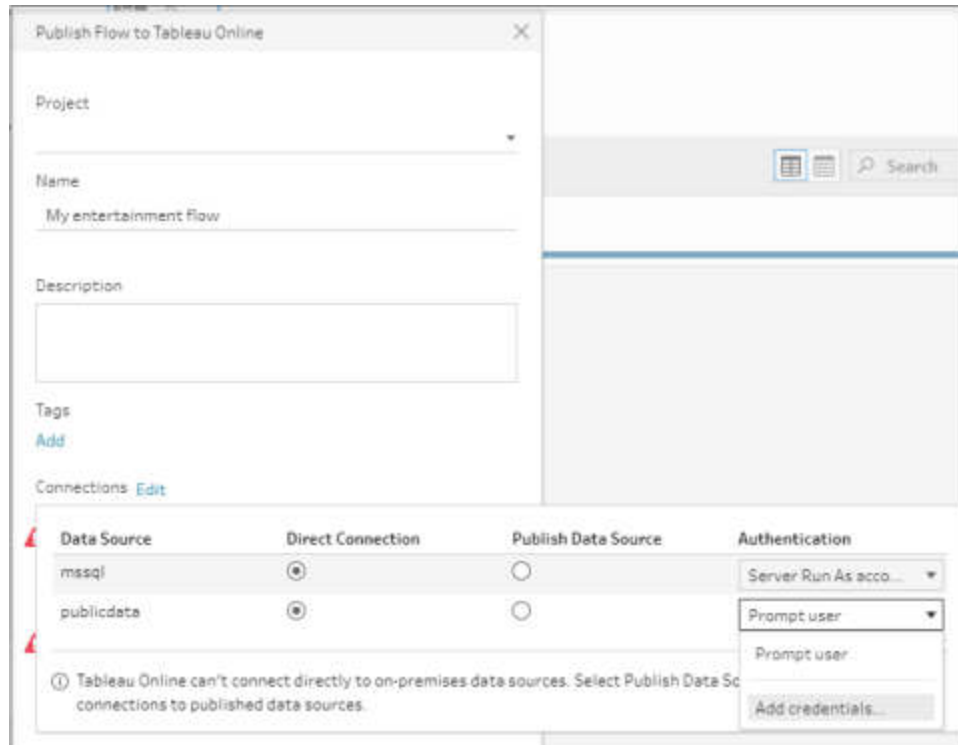 Publish Flow to Tableau Online
Project
Search
Name
My entertainment flow
Description
Tags
Add
Connections Edit
Data Source Direct Connection Publish Data Source Authentication
mssql Server Run As acco...
publicdata Prompt user
Prompt user
Tableau Online can't connect directly to on-premises data sources. Select Publish Data Sc
connections to published data sources.
Add credentials...